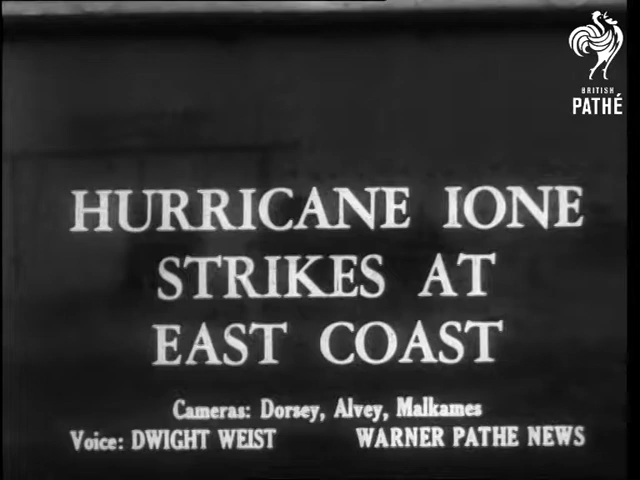 BRITISH
PATHÉ
HURRICANE IONE
STRIKES AT
EAST COAST
Cameras: Dorsey, Alvey, Malkames
Voice: DWIGHT WEIST WARNER PATHE NEWS